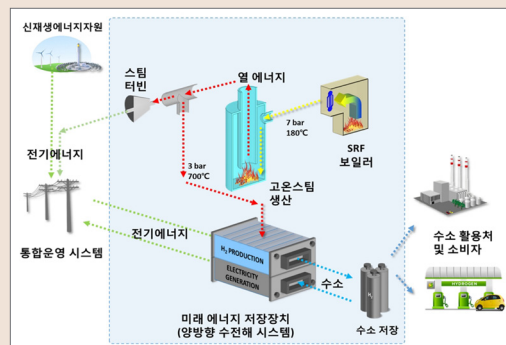 신재생에너지자원
스팀
터빈
열 에너지
7 bar
180℃
SRF
보일러
3 bar
700℃
고온스팀
생산
전기에너지
통합운영 시스템
전기에너지
H₂ PRODUCTION
ELECTRICITY
GENERATION
수소
미래 에너지 저장장치
(양방향 수전해 시스템)
수소 저장
수소 활용처
및 소비자
HYDROGEN